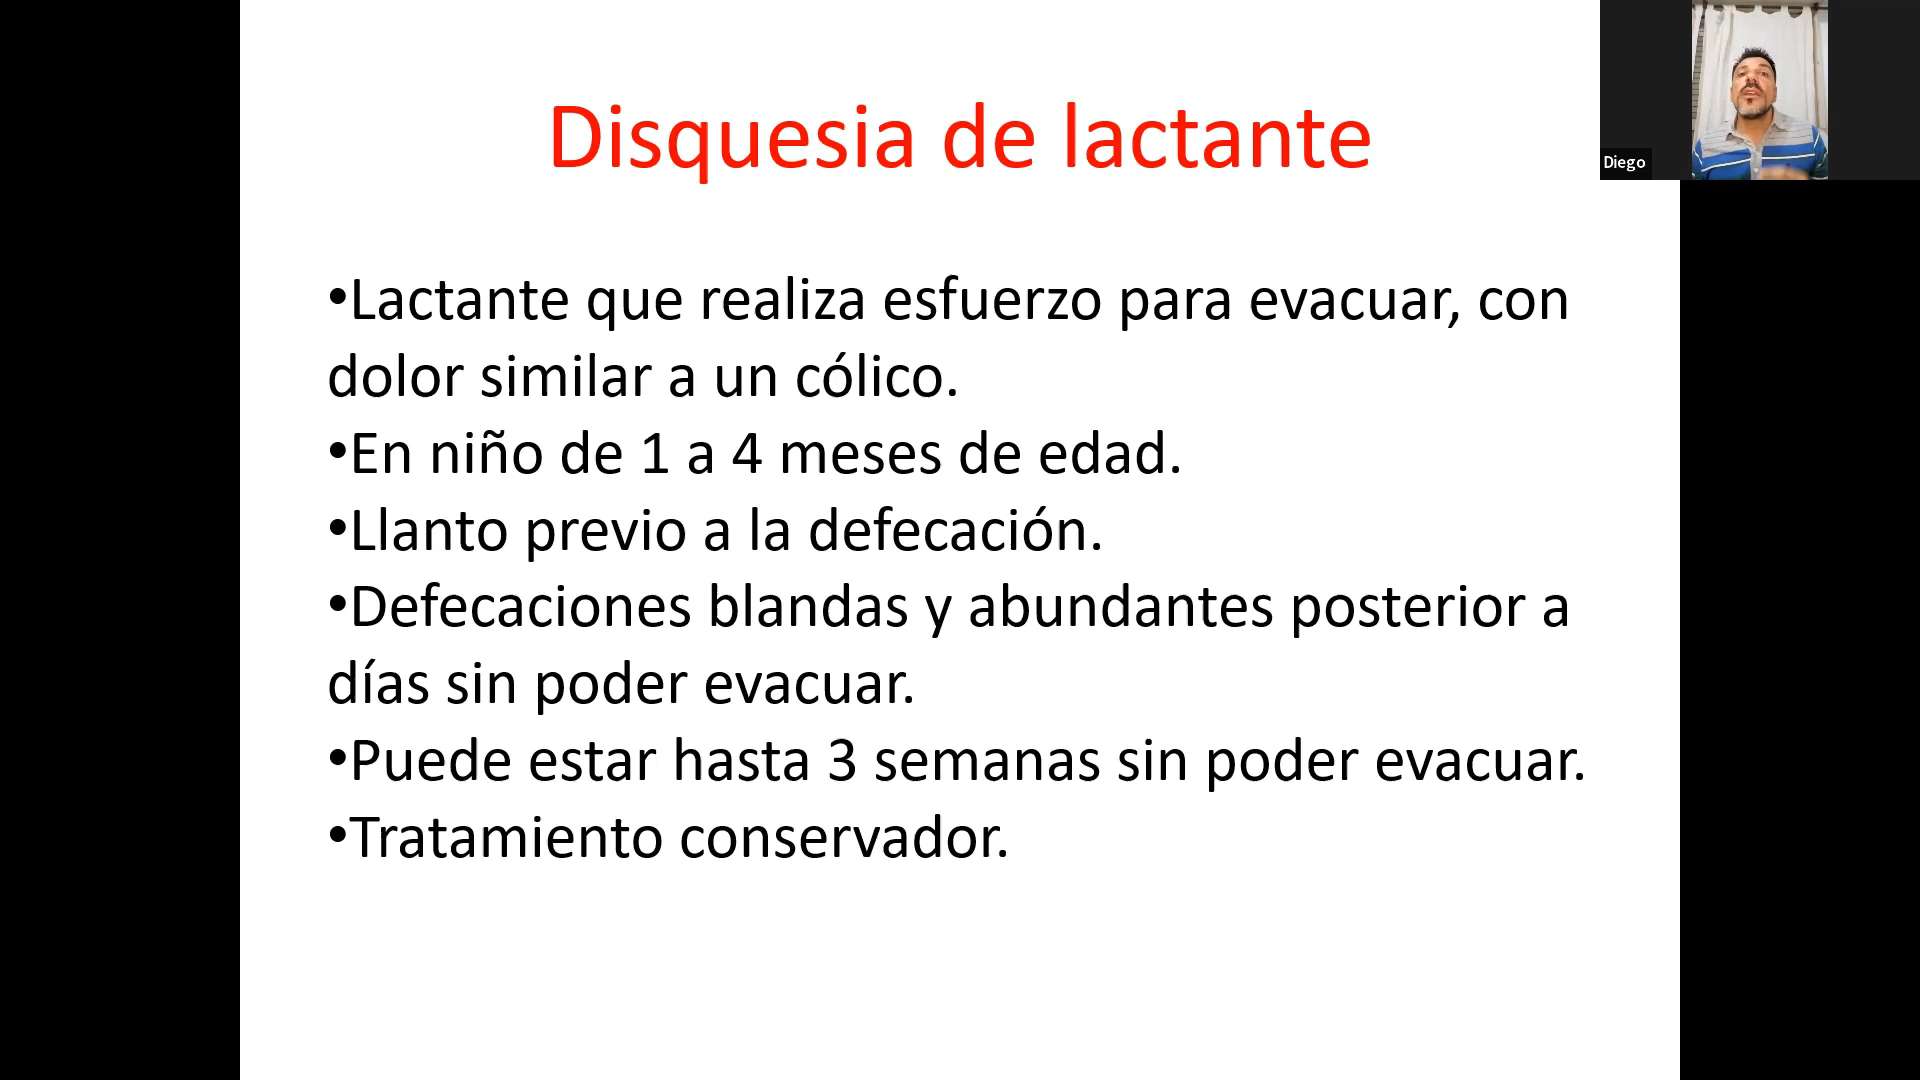 Disquesia de lactante
•Lactante que realiza esfuerzo para evacuar, con
dolor similar a un cólico.
•En niño de 1 a 4 meses de edad.
•Llanto previo a la defecación.
•Defecaciones blandas y abundantes posterior a
días sin poder evacuar.
•Puede estar hasta 3 semanas sin poder evacuar.
•Tratamiento conservador.
Diego